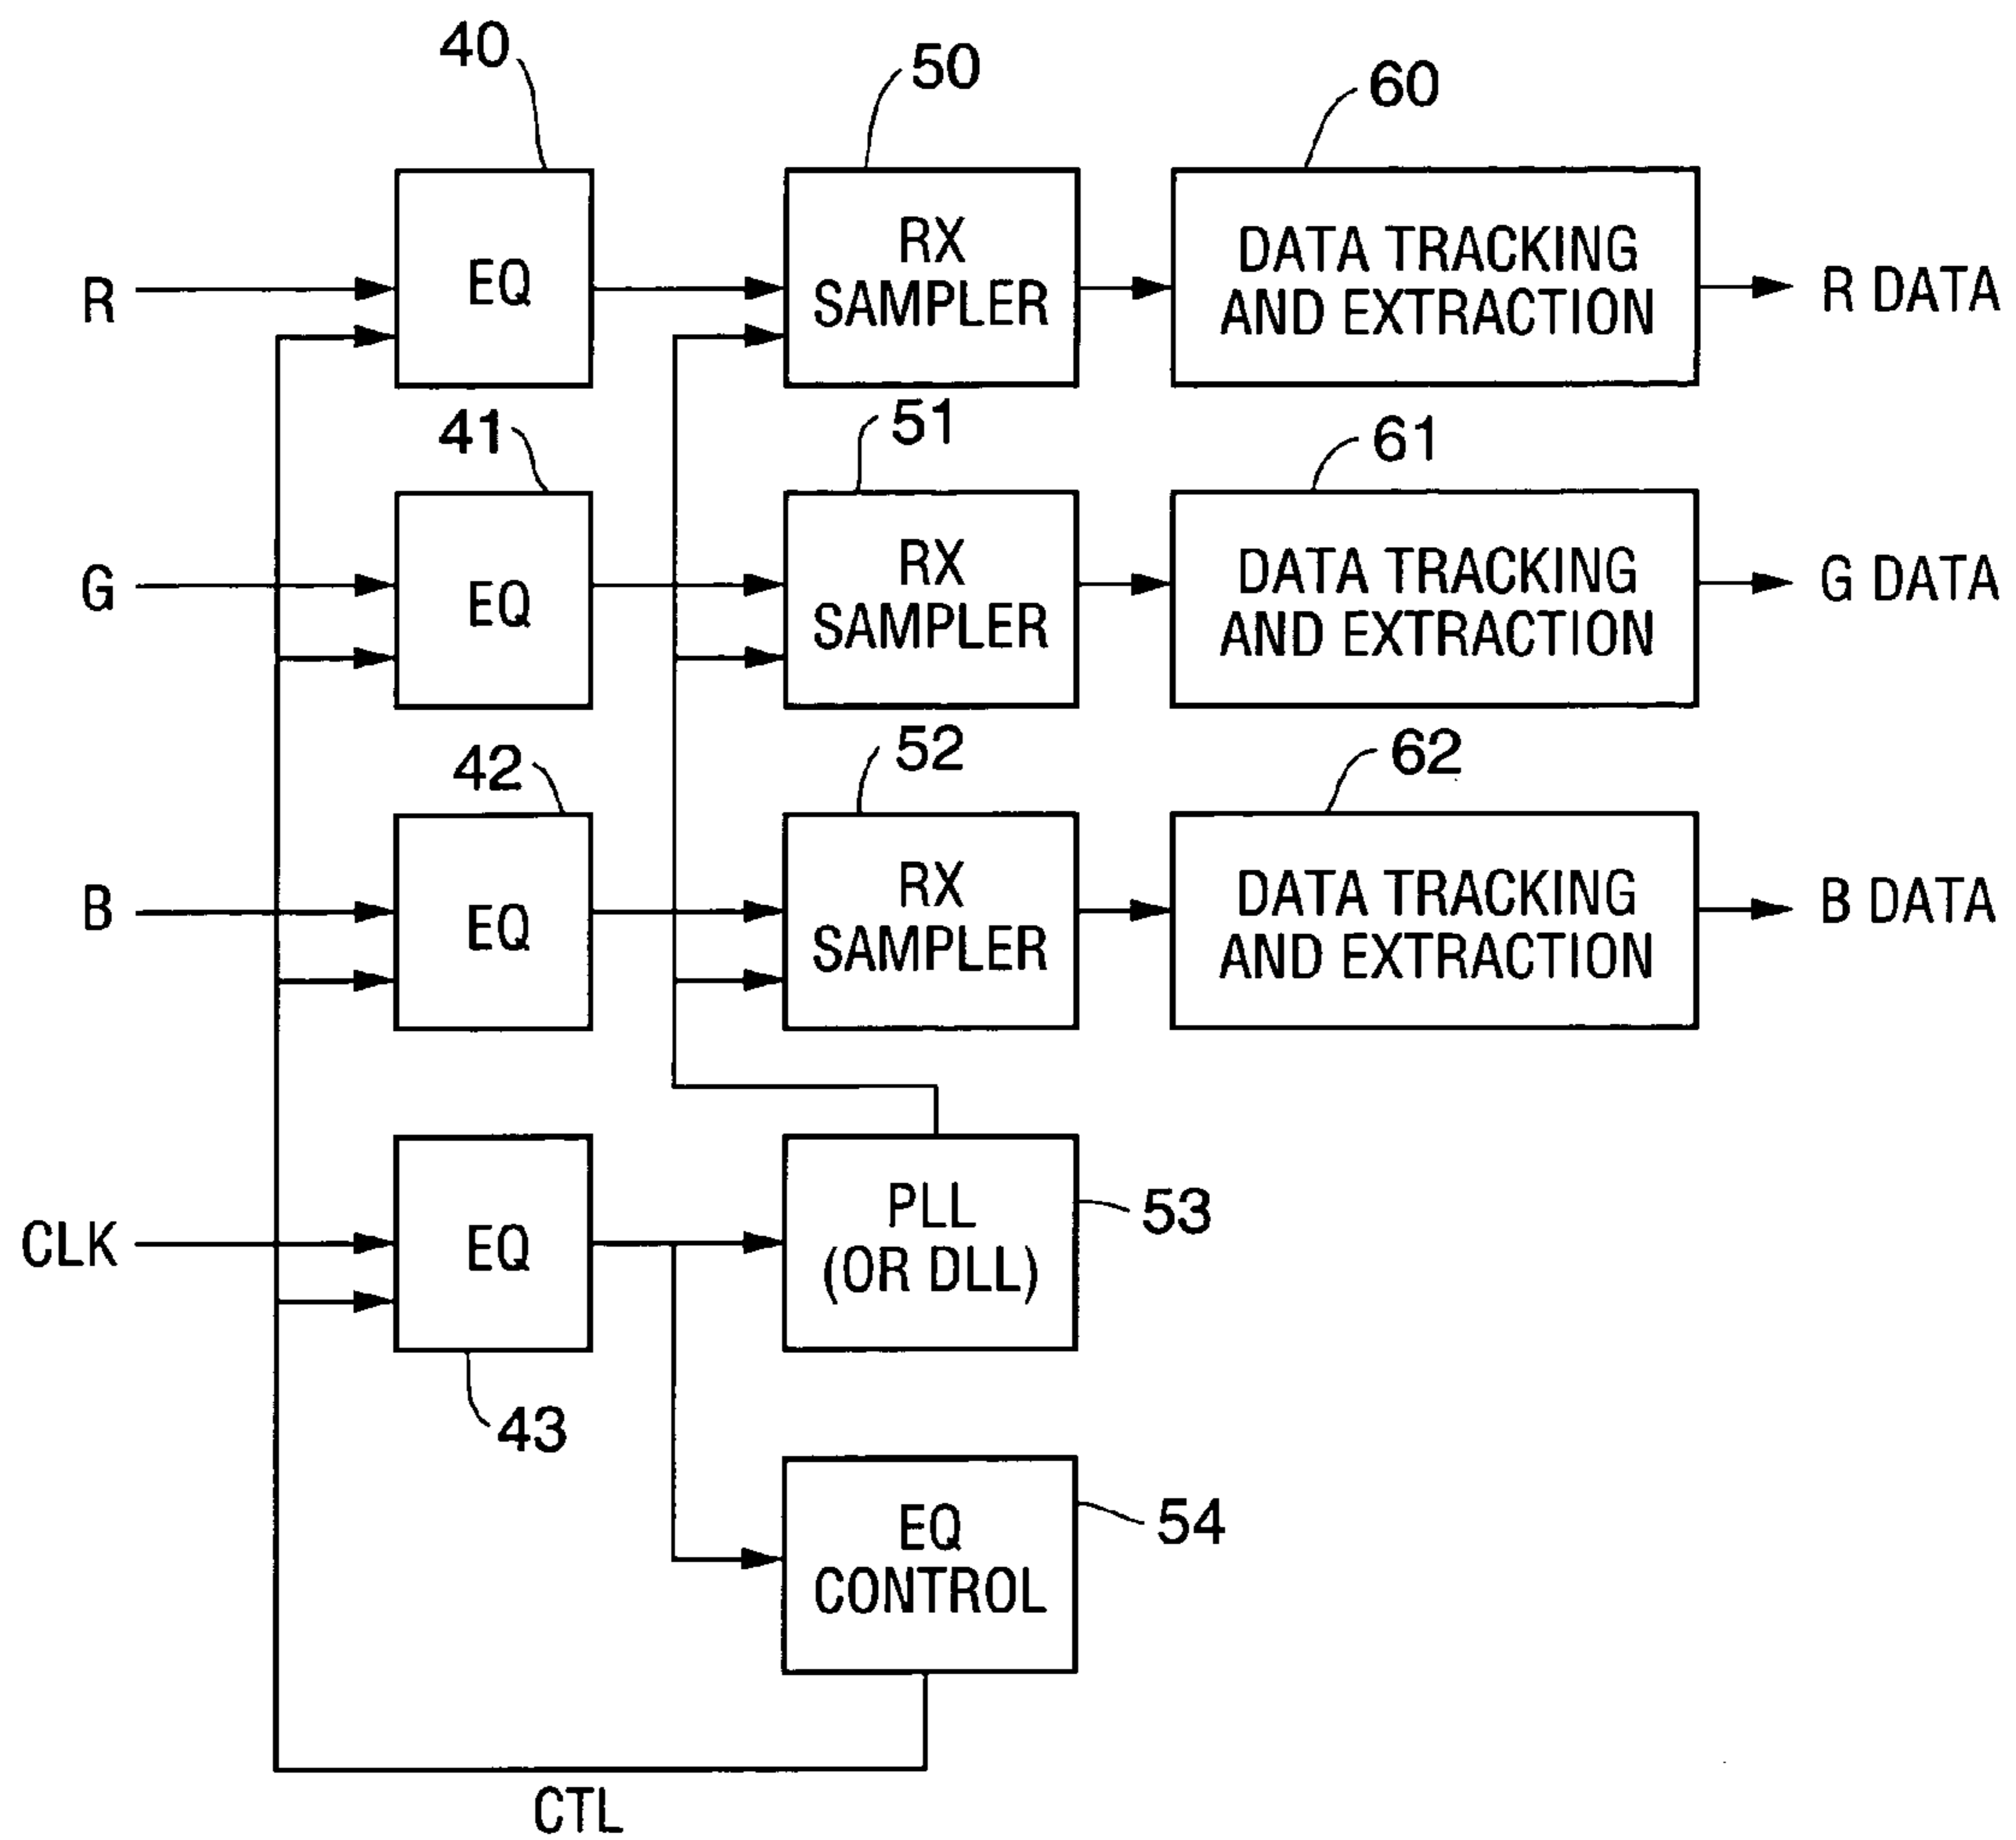 40
50
60
R
EQ
RX
SAMPLER
DATA TRACKING
AND EXTRACTION
R DATA
41
51
61
G
EQ
RX
SAMPLER
DATA TRACKING
AND EXTRACTION
G DATA
42
52
62
B
EQ
RX
SAMPLER
DATA TRACKING
AND EXTRACTION
B DATA
CLK
EQ
PLL
(OR DLL)
53
43
EQ
CONTROL
54
CTL